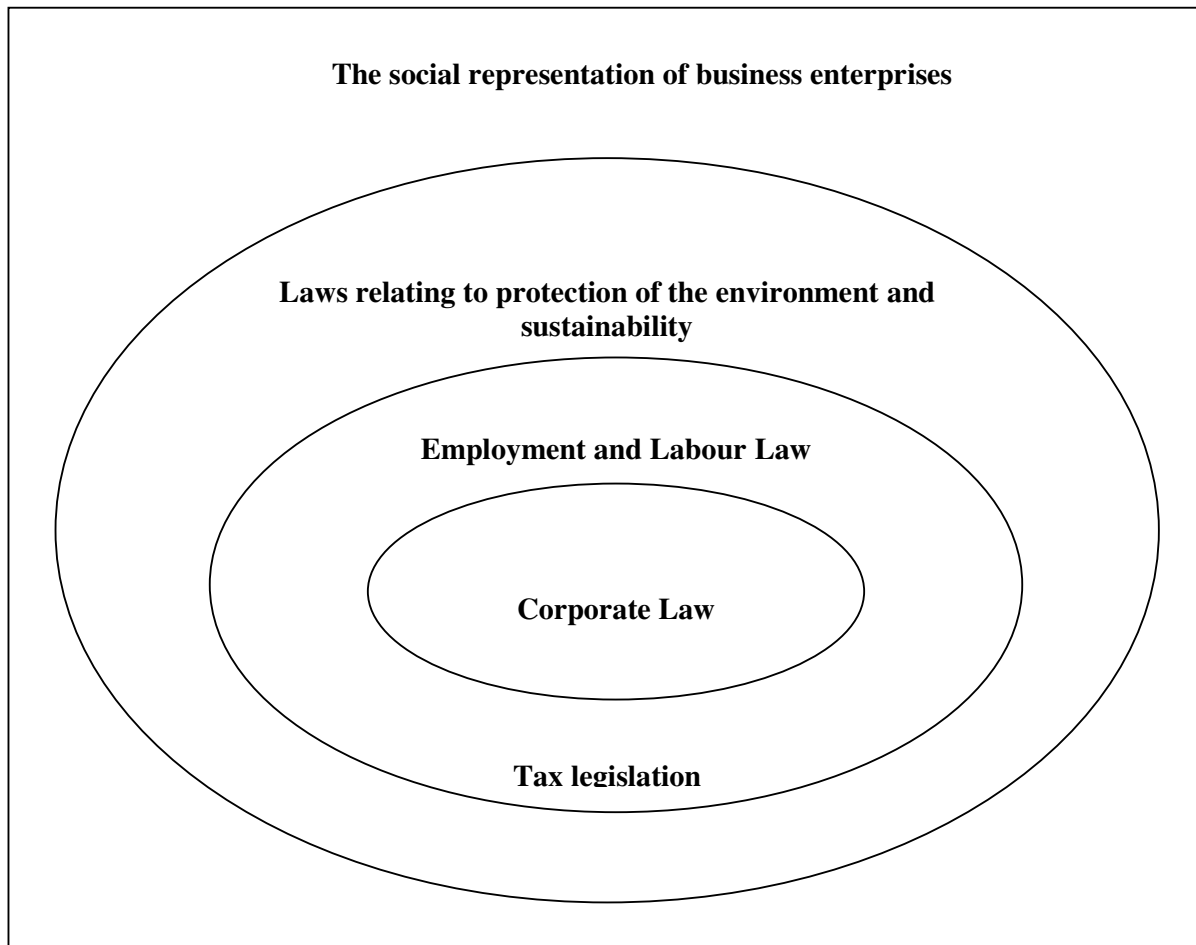 The social representation of business enterprises
Laws relating to protection of the environment and
sustainability
Employment and Labour Law
Corporate Law
Tax legislation